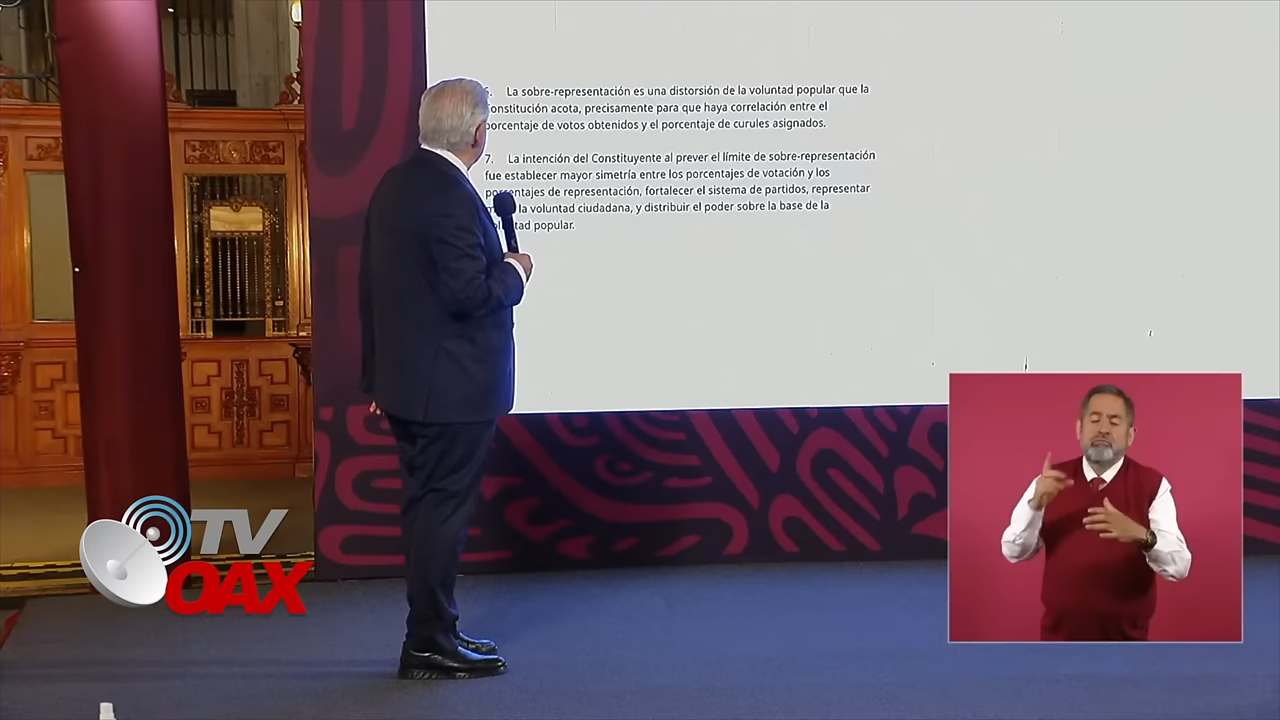 La sobre-representación es una distorsión de la voluntad popular que la
onstitución acota, precisamente para que haya correlación entre el
porcentaje de votos obtenidos y el porcentaje de curules asignados.
7. La intención del Constituyente al prever el límite de sobre-representación
fue establecer mayor simetría entre los porcentajes de votación y los
porcentajes de representación, fortalecer el sistema de partidos, representar
la voluntad ciudadana, y distribuir el poder sobre la base de la
popular.
TV
OAX